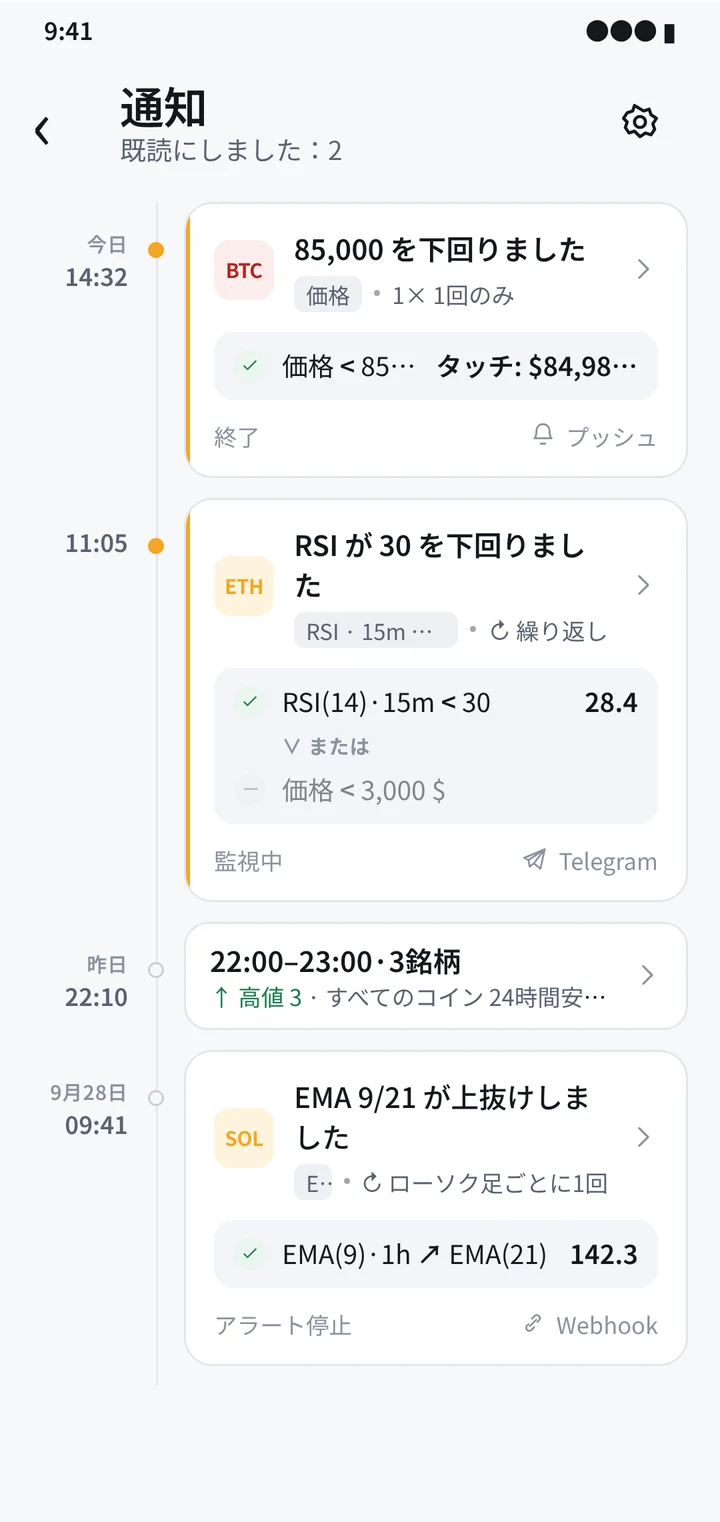 9:41
通知
既読にしました：2
今日
14:32
BTC
85,000 を下回りました
価格 • 1× 1回のみ
価格 < 85… タッチ: $84,98…
終了 プッシュ
11:05
ETH
RSI が 30 を下回りまし
た
RSI · 15m … • ↻ 繰り返し
RSI(14) · 15m < 30 28.4
∨ または
価格 < 3,000 $
監視中 Telegram
昨日
22:10
22:00–23:00 · 3銘柄
↑ 高値 3 · すべてのコイン 24時間安…
9月28日
09:41
SOL
EMA 9/21 が上抜けしま
した
E… • ↻ ローソク足ごとに1回
EMA(9) · 1h ↗ EMA(21) 142.3
アラート停止 Webhook